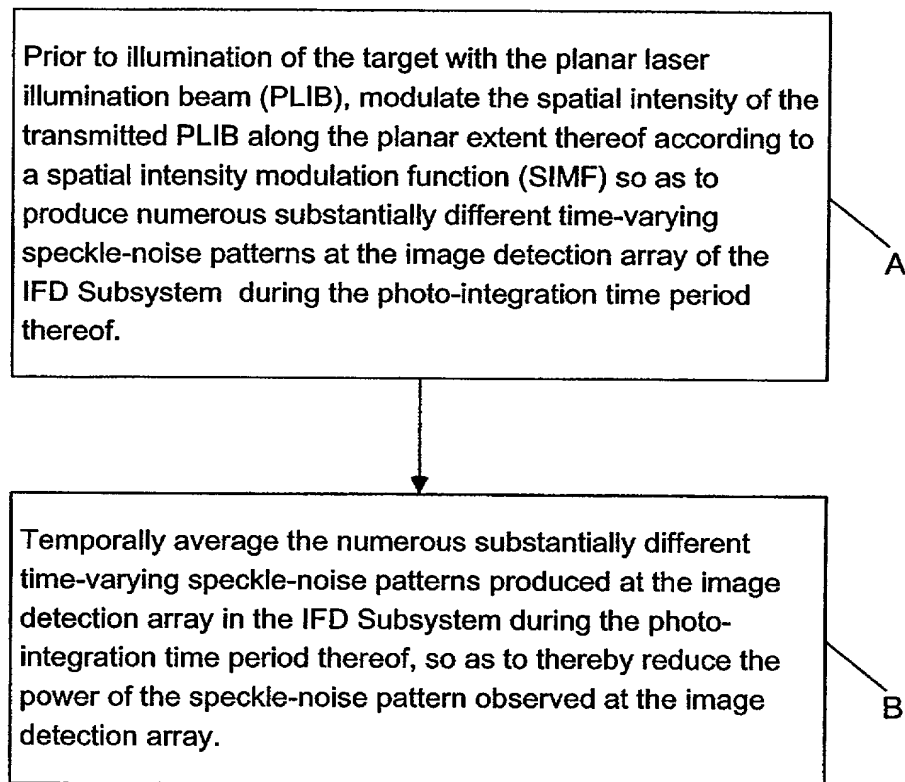 Prior to illumination of the target with the planar laser
illumination beam (PLIB), modulate the spatial intensity of the
transmitted PLIB along the planar extent thereof according to
a spatial intensity modulation function (SIMF) so as to
produce numerous substantially different time-varying
speckle-noise patterns at the image detection array of the
IFD Subsystem during the photo-integration time period
thereof.
A
Temporally average the numerous substantially different
time-varying speckle-noise patterns produced at the image
detection array in the IFD Subsystem during the photo-
integration time period thereof, so as to thereby reduce the
power of the speckle-noise pattern observed at the image
detection array.
B